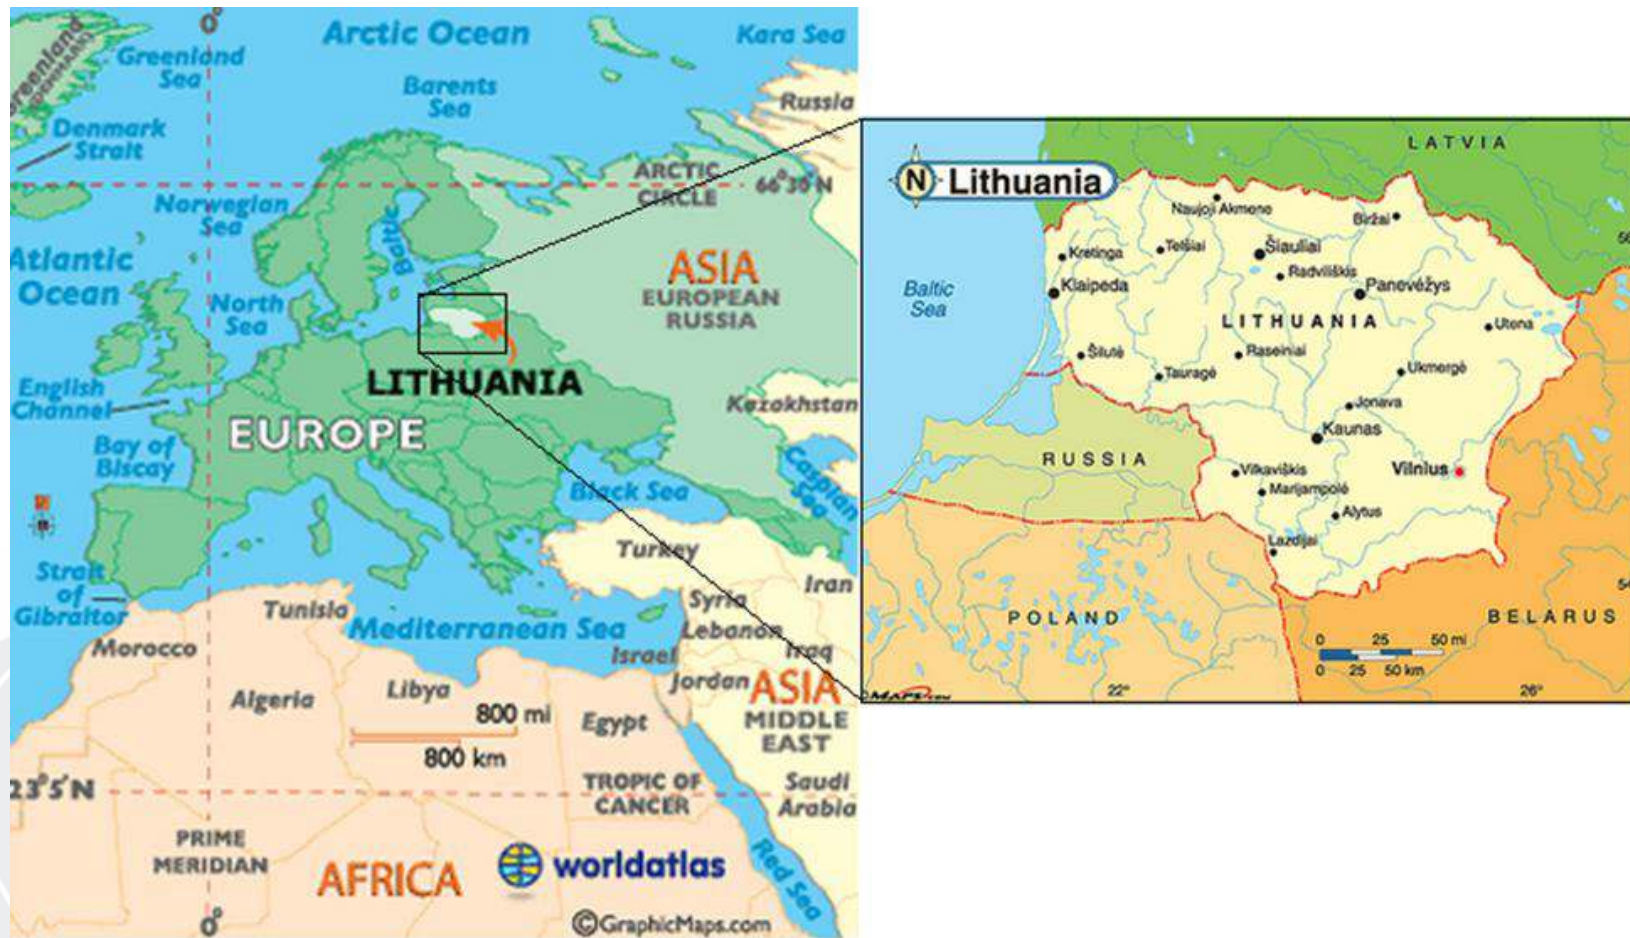 0°
Arctic Ocean
Kara Sea
Greenland
(DENMARK)
Greenland
Sea
Barents
Sea
Russia
Denmark
Strait
ARCTIC
CIRCLE
66°30'N
Norwegian
Sea
Baltic
Atlantic
Ocean
North
Sea
ASIA
EUROPEAN
RUSSIA
LITHUANIA
English
Channel
EUROPE
Kazakhstan
Bay of
Biscay
Black Sea
Caspian
Sea
Turkey
Strait
of
Gibraltor
Tunisia
Mediterranean Sea
Syria
Lebanon
Iran
Morocco
Israel
Iraq
Jordan
ASIA
MIDDLE
EAST
Algeria
Libya
Egypt
800 mi
800 km
23°5'N
TROPIC OF
CANCER
Saudi
Arabia
PRIME
MERIDIAN
AFRICA
worldatlas
Red Sea
0°
©GraphicMaps.com
N Lithuania
LATVIA
Naujoji Akmene
Biržai
Kretinga
Telšiai
Šiauliai
Radviliškis
Klaipeda
Panevėžys
Baltic
Sea
LITHUANIA
Utena
Šilutė
Raseiniai
Tauragė
Ukmergė
Jonava
Kaunas
RUSSIA
Vilkaviškis
Vilnius
Marijampolė
Alytus
Lazdijai
POLAND
BELARUS
0 25 50 mi
0 25 50 km
22°
26°